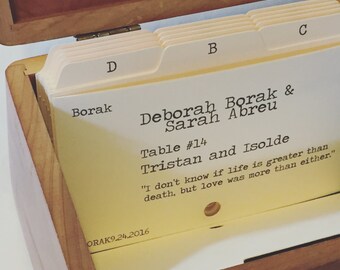 D
B
C
Borak
Deborah Borak &
Sarah Abreu
Table #14
Tristan and Isolde
"I don't know if life is greater than
death, but love was more than either."
ORAK9.24.2016